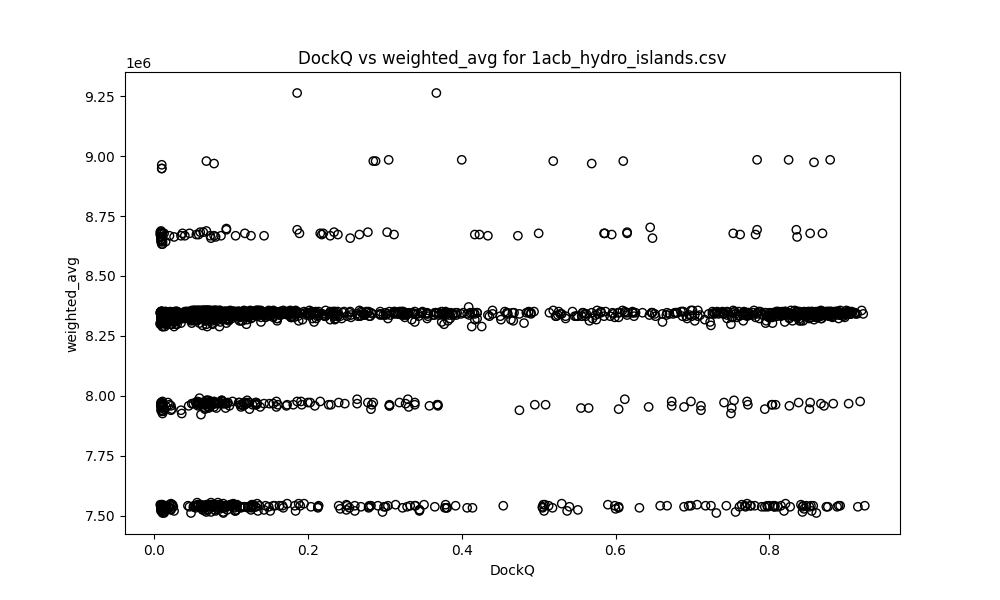 DockQ vs weighted_avg for 1acb_hydro_islands.csv
1e6
9.25
9.00
8.75
8.50
8.25
8.00
7.75
7.50
weighted_avg
0.0 0.2 0.4 0.6 0.8
DockQ